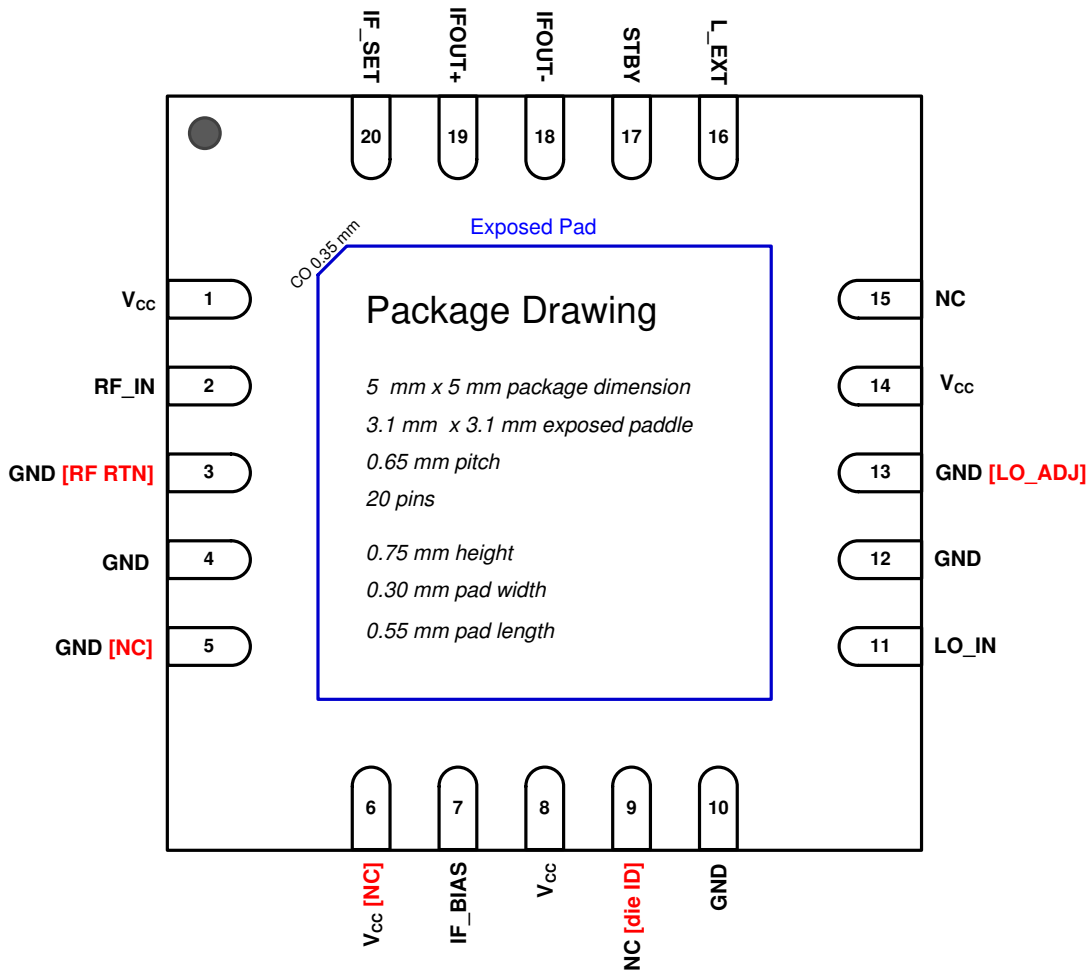 IF_SET
IFOUT+
IFOUT-
STBY
L_EXT
20
19
18
17
16
Exposed Pad
CO 0.35 mm
VCC
1
RF_IN
2
GND [RF RTN]
3
GND
4
GND [NC]
5
Package Drawing
5 mm x 5 mm package dimension
3.1 mm x 3.1 mm exposed paddle
0.65 mm pitch
20 pins
0.75 mm height
0.30 mm pad width
0.55 mm pad length
15
NC
14
VCC
13
GND [LO_ADJ]
12
GND
11
LO_IN
6
7
8
9
10
VCC [NC]
IF_BIAS
VCC
NC [die ID]
GND